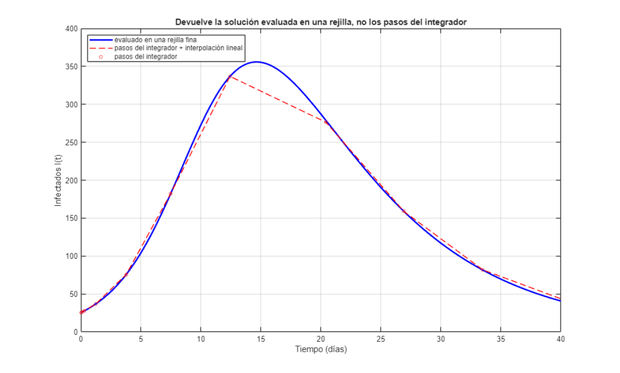 Devuelve la solución evaluada en una rejilla, no los pasos del integrador
evaluado en una rejilla fina
pasos del integrador + interpolación lineal
pasos del integrador
400
350
300
250
200
150
100
50
0
Infectados I(t)
0 5 10 15 20 25 30 35 40
Tiempo (días)